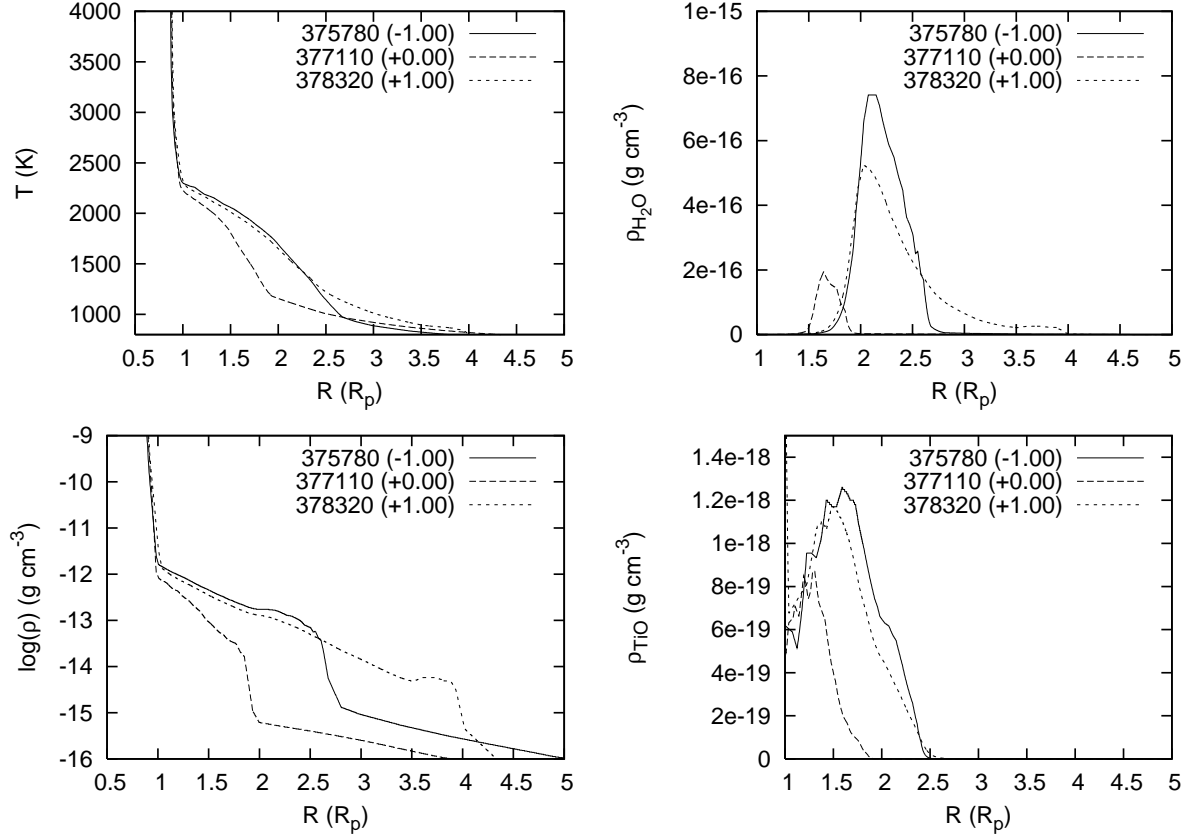 4000
3500
3000
2500
2000
1500
1000
T (K)
0.5 1 1.5 2 2.5 3 3.5 4 4.5 5
R (Rp)
375780 (-1.00)
377110 (+0.00)
378320 (+1.00)
1e-15
8e-16
6e-16
4e-16
2e-16
0
ρH2O (g cm-3)
1 1.5 2 2.5 3 3.5 4 4.5 5
R (Rp)
375780 (-1.00)
377110 (+0.00)
378320 (+1.00)
-9
-10
-11
-12
-13
-14
-15
-16
log(ρ) (g cm-3)
0.5 1 1.5 2 2.5 3 3.5 4 4.5 5
R (Rp)
375780 (-1.00)
377110 (+0.00)
378320 (+1.00)
1.4e-18
1.2e-18
1e-18
8e-19
6e-19
4e-19
2e-19
0
ρTiO (g cm-3)
1 1.5 2 2.5 3 3.5 4 4.5 5
R (Rp)
375780 (-1.00)
377110 (+0.00)
378320 (+1.00)